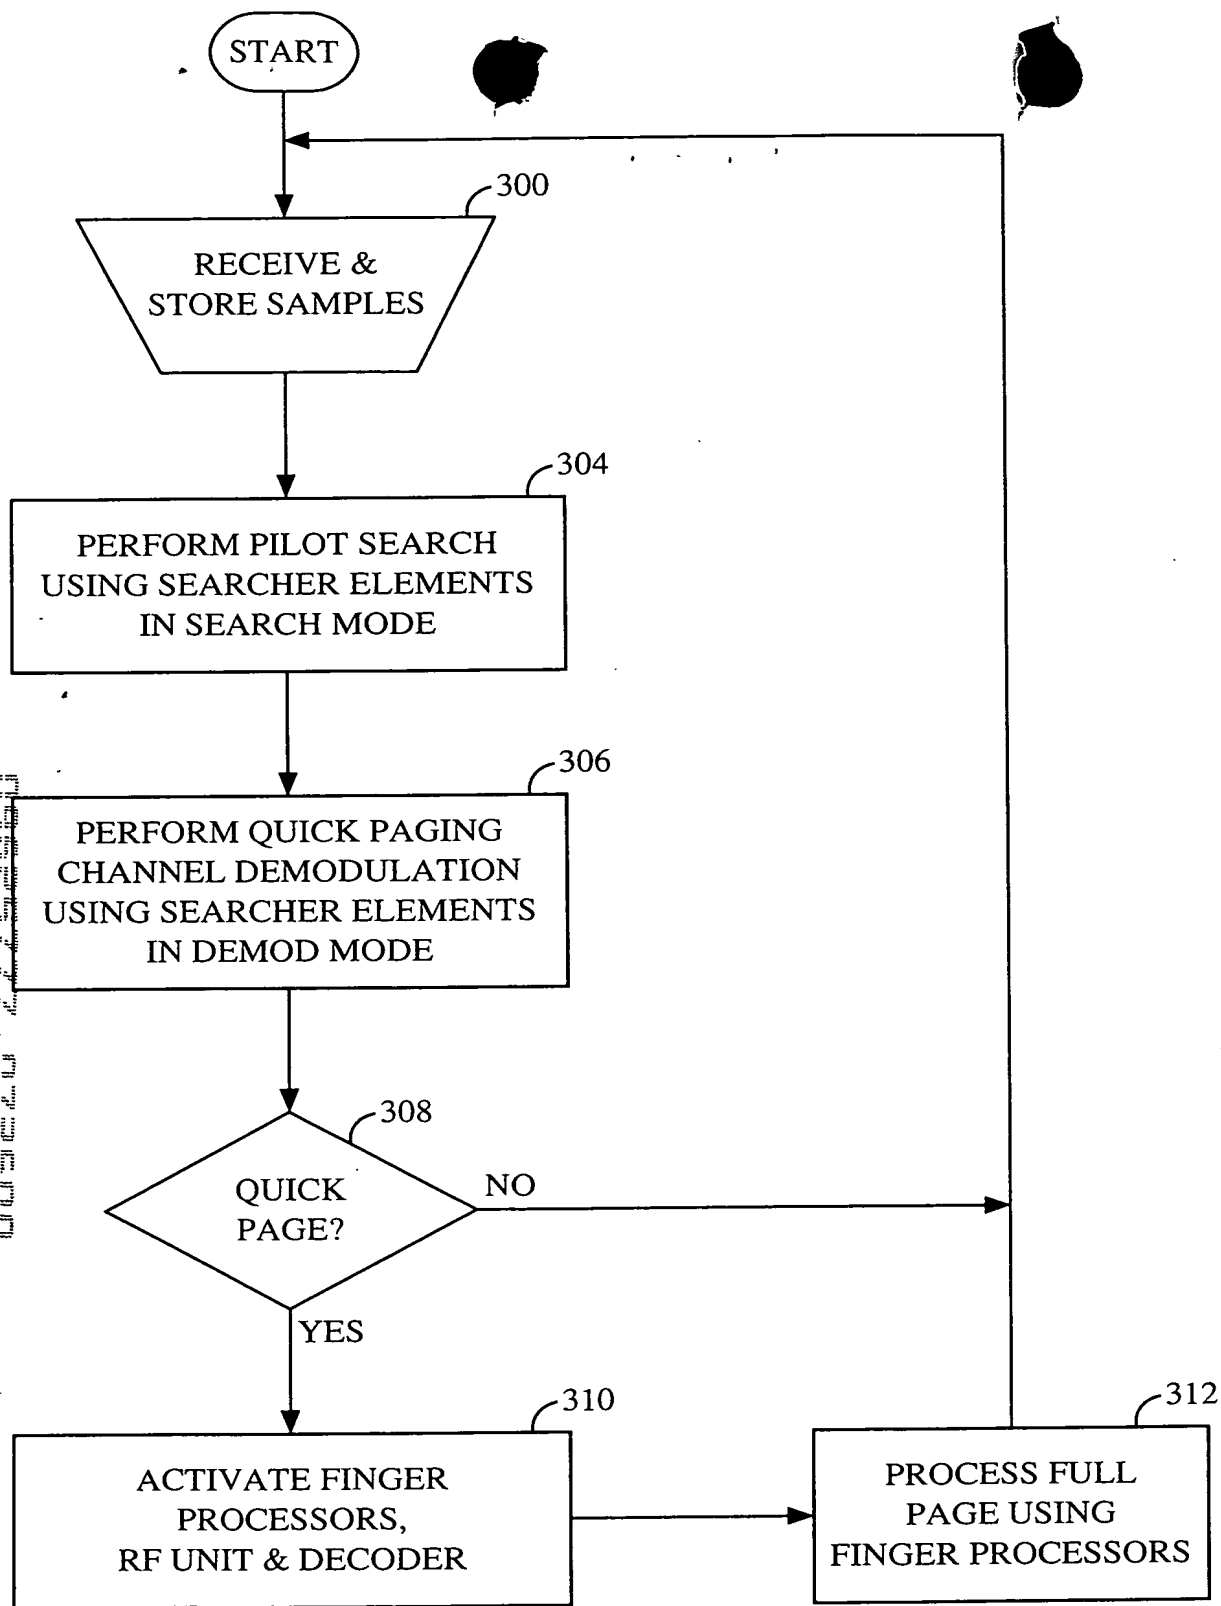 START
300
RECEIVE &
STORE SAMPLES
304
PERFORM PILOT SEARCH
USING SEARCHER ELEMENTS
IN SEARCH MODE
306
PERFORM QUICK PAGING
CHANNEL DEMODULATION
USING SEARCHER ELEMENTS
IN DEMOD MODE
308
QUICK
PAGE?
NO
YES
310
ACTIVATE FINGER
PROCESSORS,
RF UNIT & DECODER
312
PROCESS FULL
PAGE USING
FINGER PROCESSORS